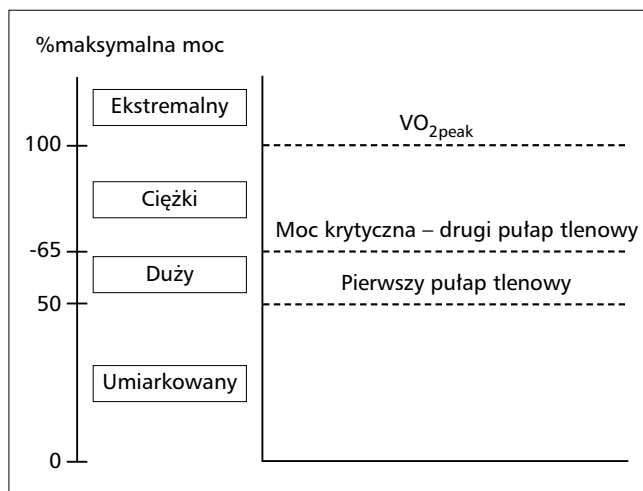 %maksymalna moc
Ekstremalny
VO2peak
100
Ciężki
Moc krytyczna – drugi pułap tlenowy
-65
Duży
Pierwszy pułap tlenowy
50
Umiarkowany
0